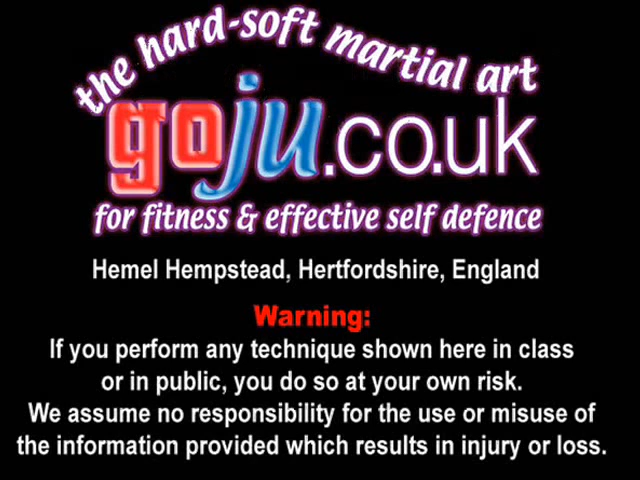 the hard-soft martial art
goju.co.uk
for fitness & effective self defence
Hemel Hempstead, Hertfordshire, England
Warning:
If you perform any technique shown here in class
or in public, you do so at your own risk.
We assume no responsibility for the use or misuse of
the information provided which results in injury or loss.